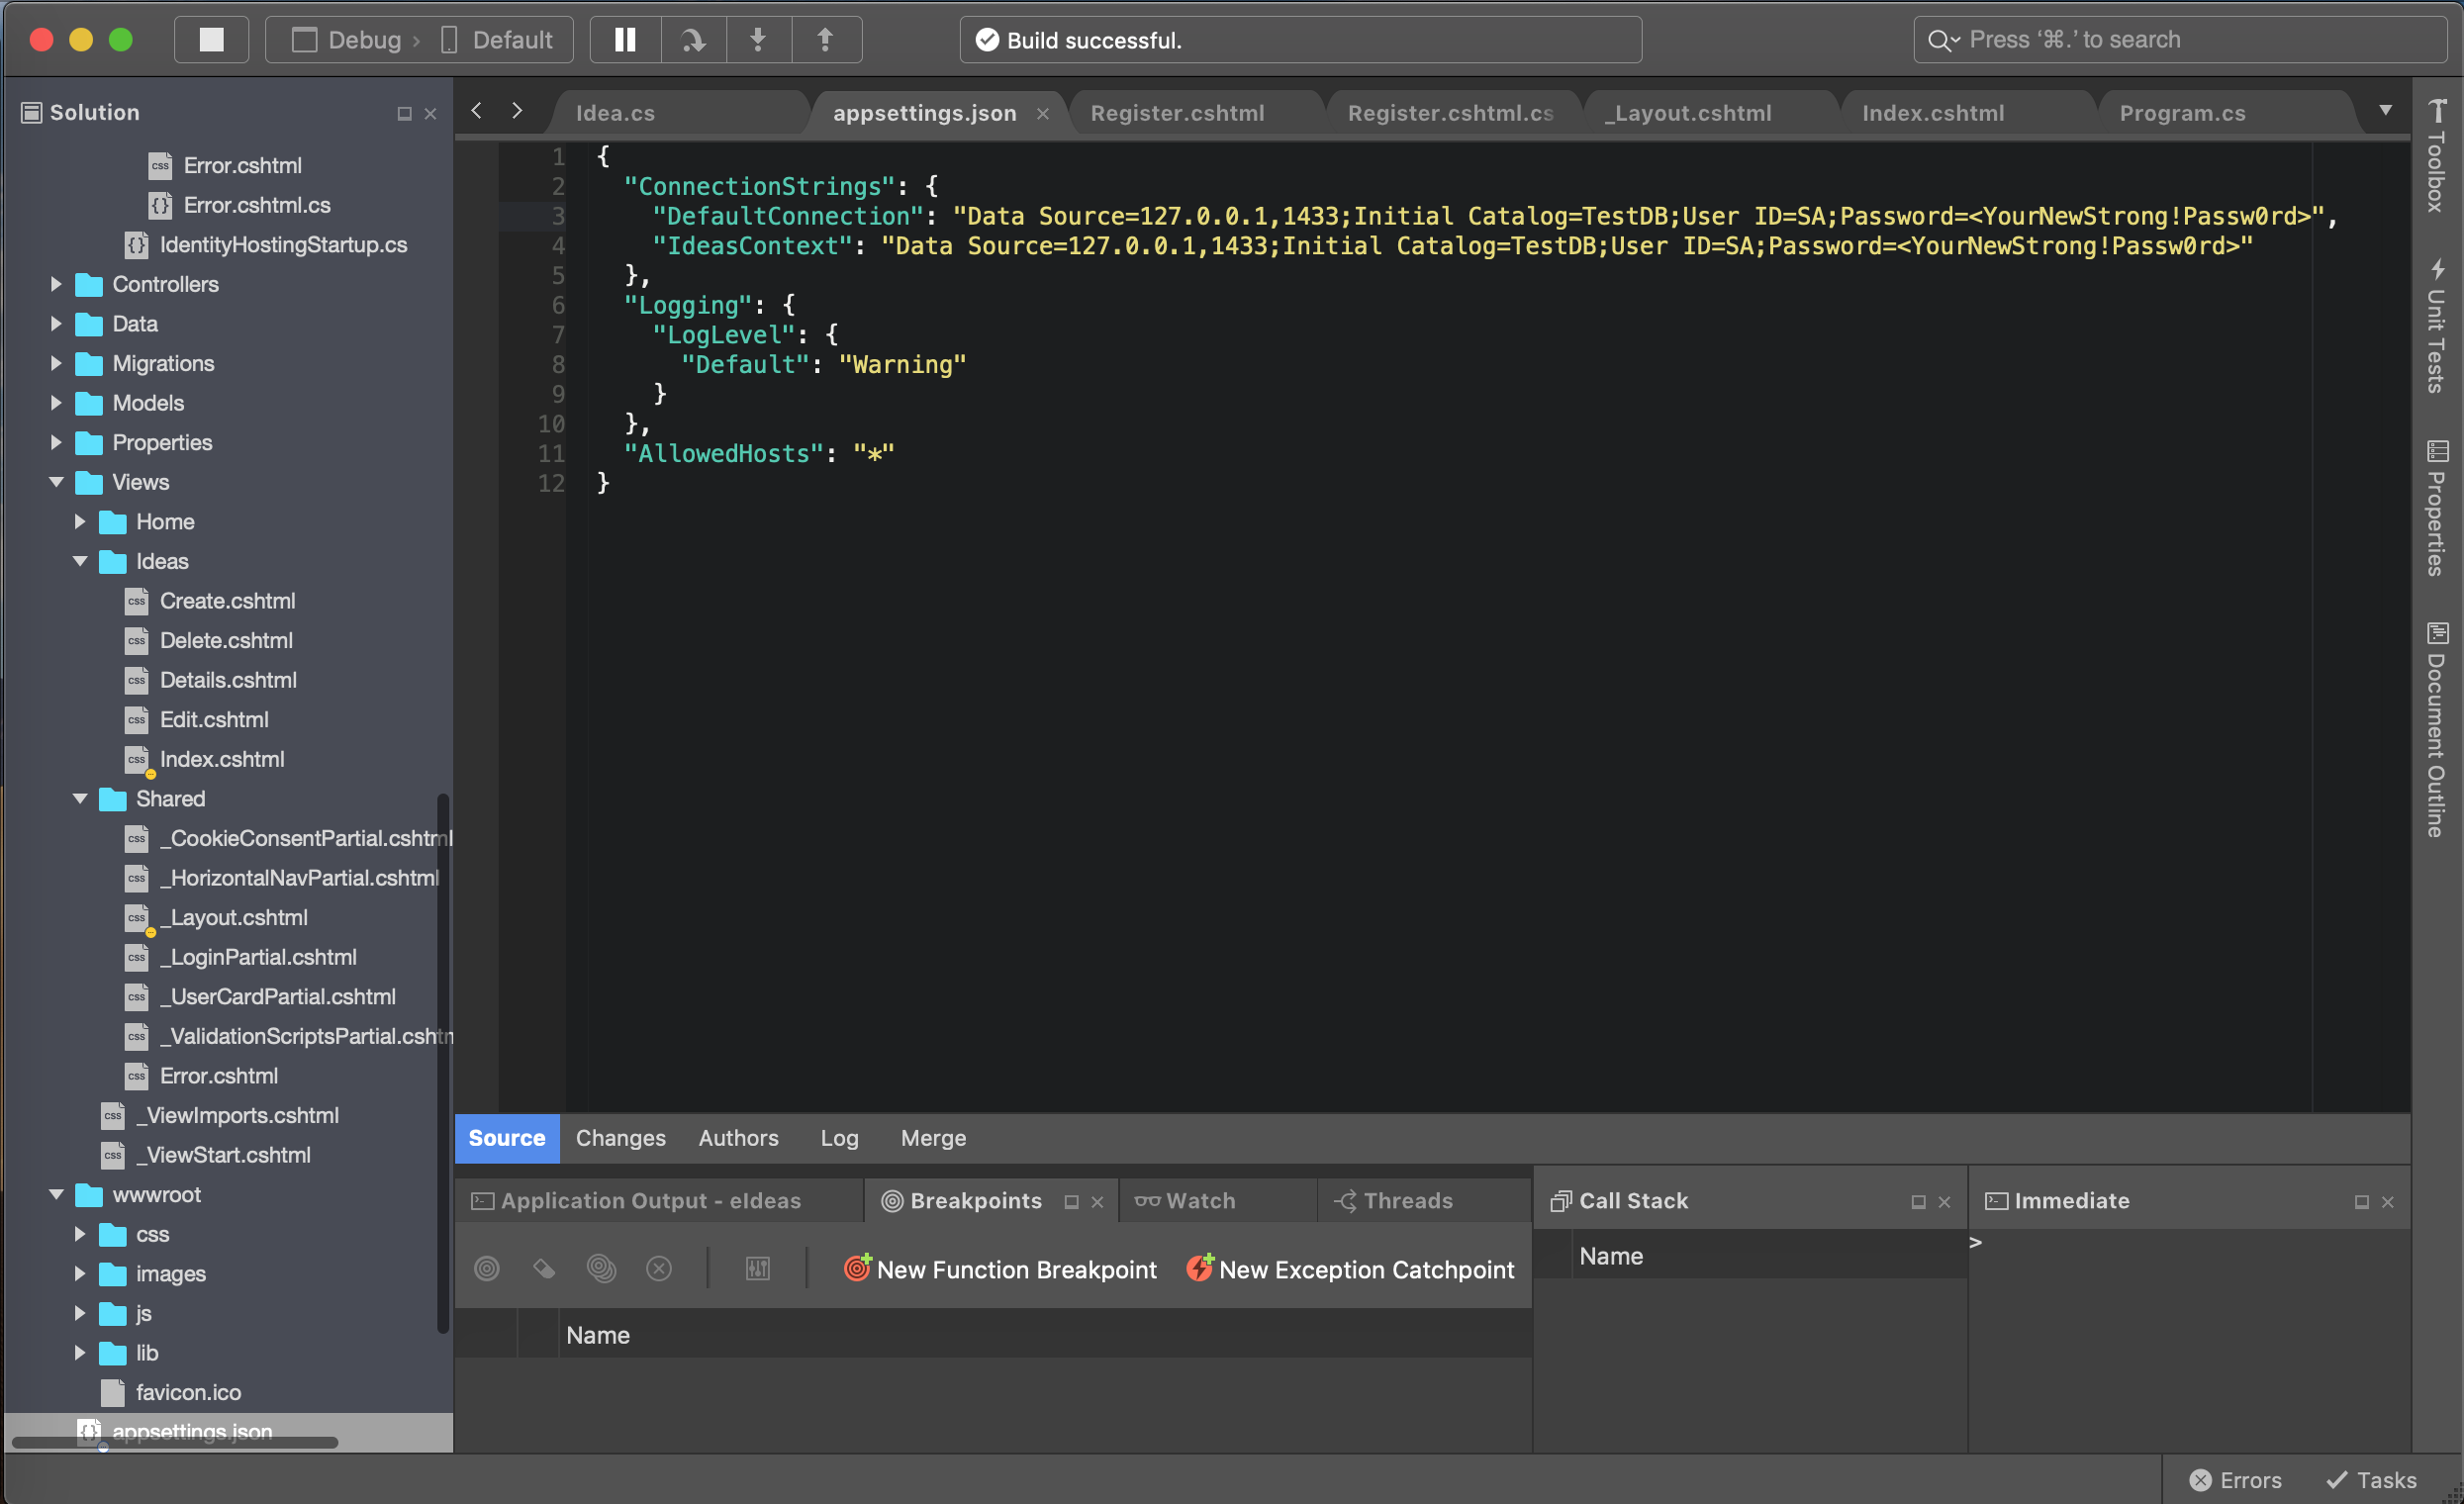 Debug › Default
Build successful.
Press ‘⌘.’ to search
Solution
Idea.cs
appsettings.json
Register.cshtml
Register.cshtml.cs
_Layout.cshtml
Index.cshtml
Program.cs
Error.cshtml
Error.cshtml.cs
IdentityHostingStartup.cs
Controllers
Data
Migrations
Models
Properties
Views
Home
Ideas
Create.cshtml
Delete.cshtml
Details.cshtml
Edit.cshtml
Index.cshtml
Shared
_CookieConsentPartial.cshtml
_HorizontalNavPartial.cshtml
_Layout.cshtml
_LoginPartial.cshtml
_UserCardPartial.cshtml
_ValidationScriptsPartial.cshtm
Error.cshtml
_ViewImports.cshtml
_ViewStart.cshtml
wwwroot
css
images
js
lib
favicon.ico
appsettings.json
1 {
2 "ConnectionStrings": {
3 "DefaultConnection": "Data Source=127.0.0.1,1433;Initial Catalog=TestDB;User ID=SA;Password=<YourNewStrong!Passw0rd>",
4 "IdeasContext": "Data Source=127.0.0.1,1433;Initial Catalog=TestDB;User ID=SA;Password=<YourNewStrong!Passw0rd>"
5 },
6 "Logging": {
7 "LogLevel": {
8 "Default": "Warning"
9 }
10 },
11 "AllowedHosts": "*"
12 }
Toolbox
Unit Tests
Properties
Document Outline
Source Changes Authors Log Merge
Application Output - eIdeas
Breakpoints
Watch
Threads
Call Stack
Immediate
New Function Breakpoint
New Exception Catchpoint
Name
Name
>
Errors
Tasks